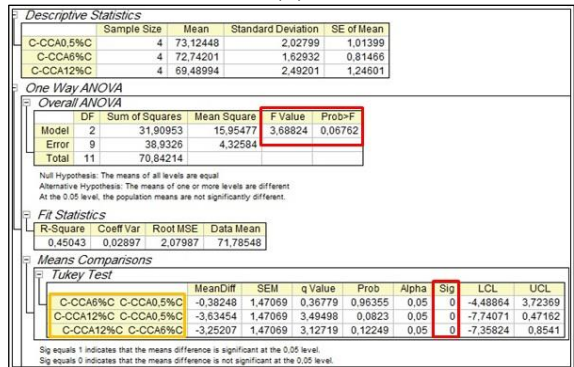 Descriptive Statistics
Sample Size Mean Standard Deviation SE of Mean
C-CCA0,5%C 4 73,12448 2,02799 1,01399
C-CCA6%C 4 72,74201 1,62932 0,81466
C-CCA12%C 4 69,48994 2,49201 1,24601
One Way ANOVA
Overall ANOVA
DF Sum of Squares Mean Square F Value Prob>F
Model 2 31,90953 15,95477 3,68824 0,06762
Error 9 38,9326 4,32584
Total 11 70,84214
Null Hypothesis: The means of all levels are equal
Alternative Hypothesis: The means of one or more levels are different
At the 0.05 level, the population means are not significantly different.
Fit Statistics
R-Square Coeff Var Root MSE Data Mean
0,45043 0,02897 2,07987 71,78548
Means Comparisons
Tukey Test
MeanDiff SEM q Value Prob Alpha Sig LCL UCL
C-CCA6%C C-CCA0,5%C -0,38248 1,47069 0,36779 0,96355 0,05 0 -4,48864 3,72369
C-CCA12%C C-CCA0,5%C -3,63454 1,47069 3,49498 0,0823 0,05 0 -7,74071 0,47162
C-CCA12%C C-CCA6%C -3,25207 1,47069 3,12719 0,12249 0,05 0 -7,35824 0,8541
Sig equals 1 indicates that the means difference is significant at the 0,05 level.
Sig equals 0 indicates that the means difference is not significant at the 0,05 level.